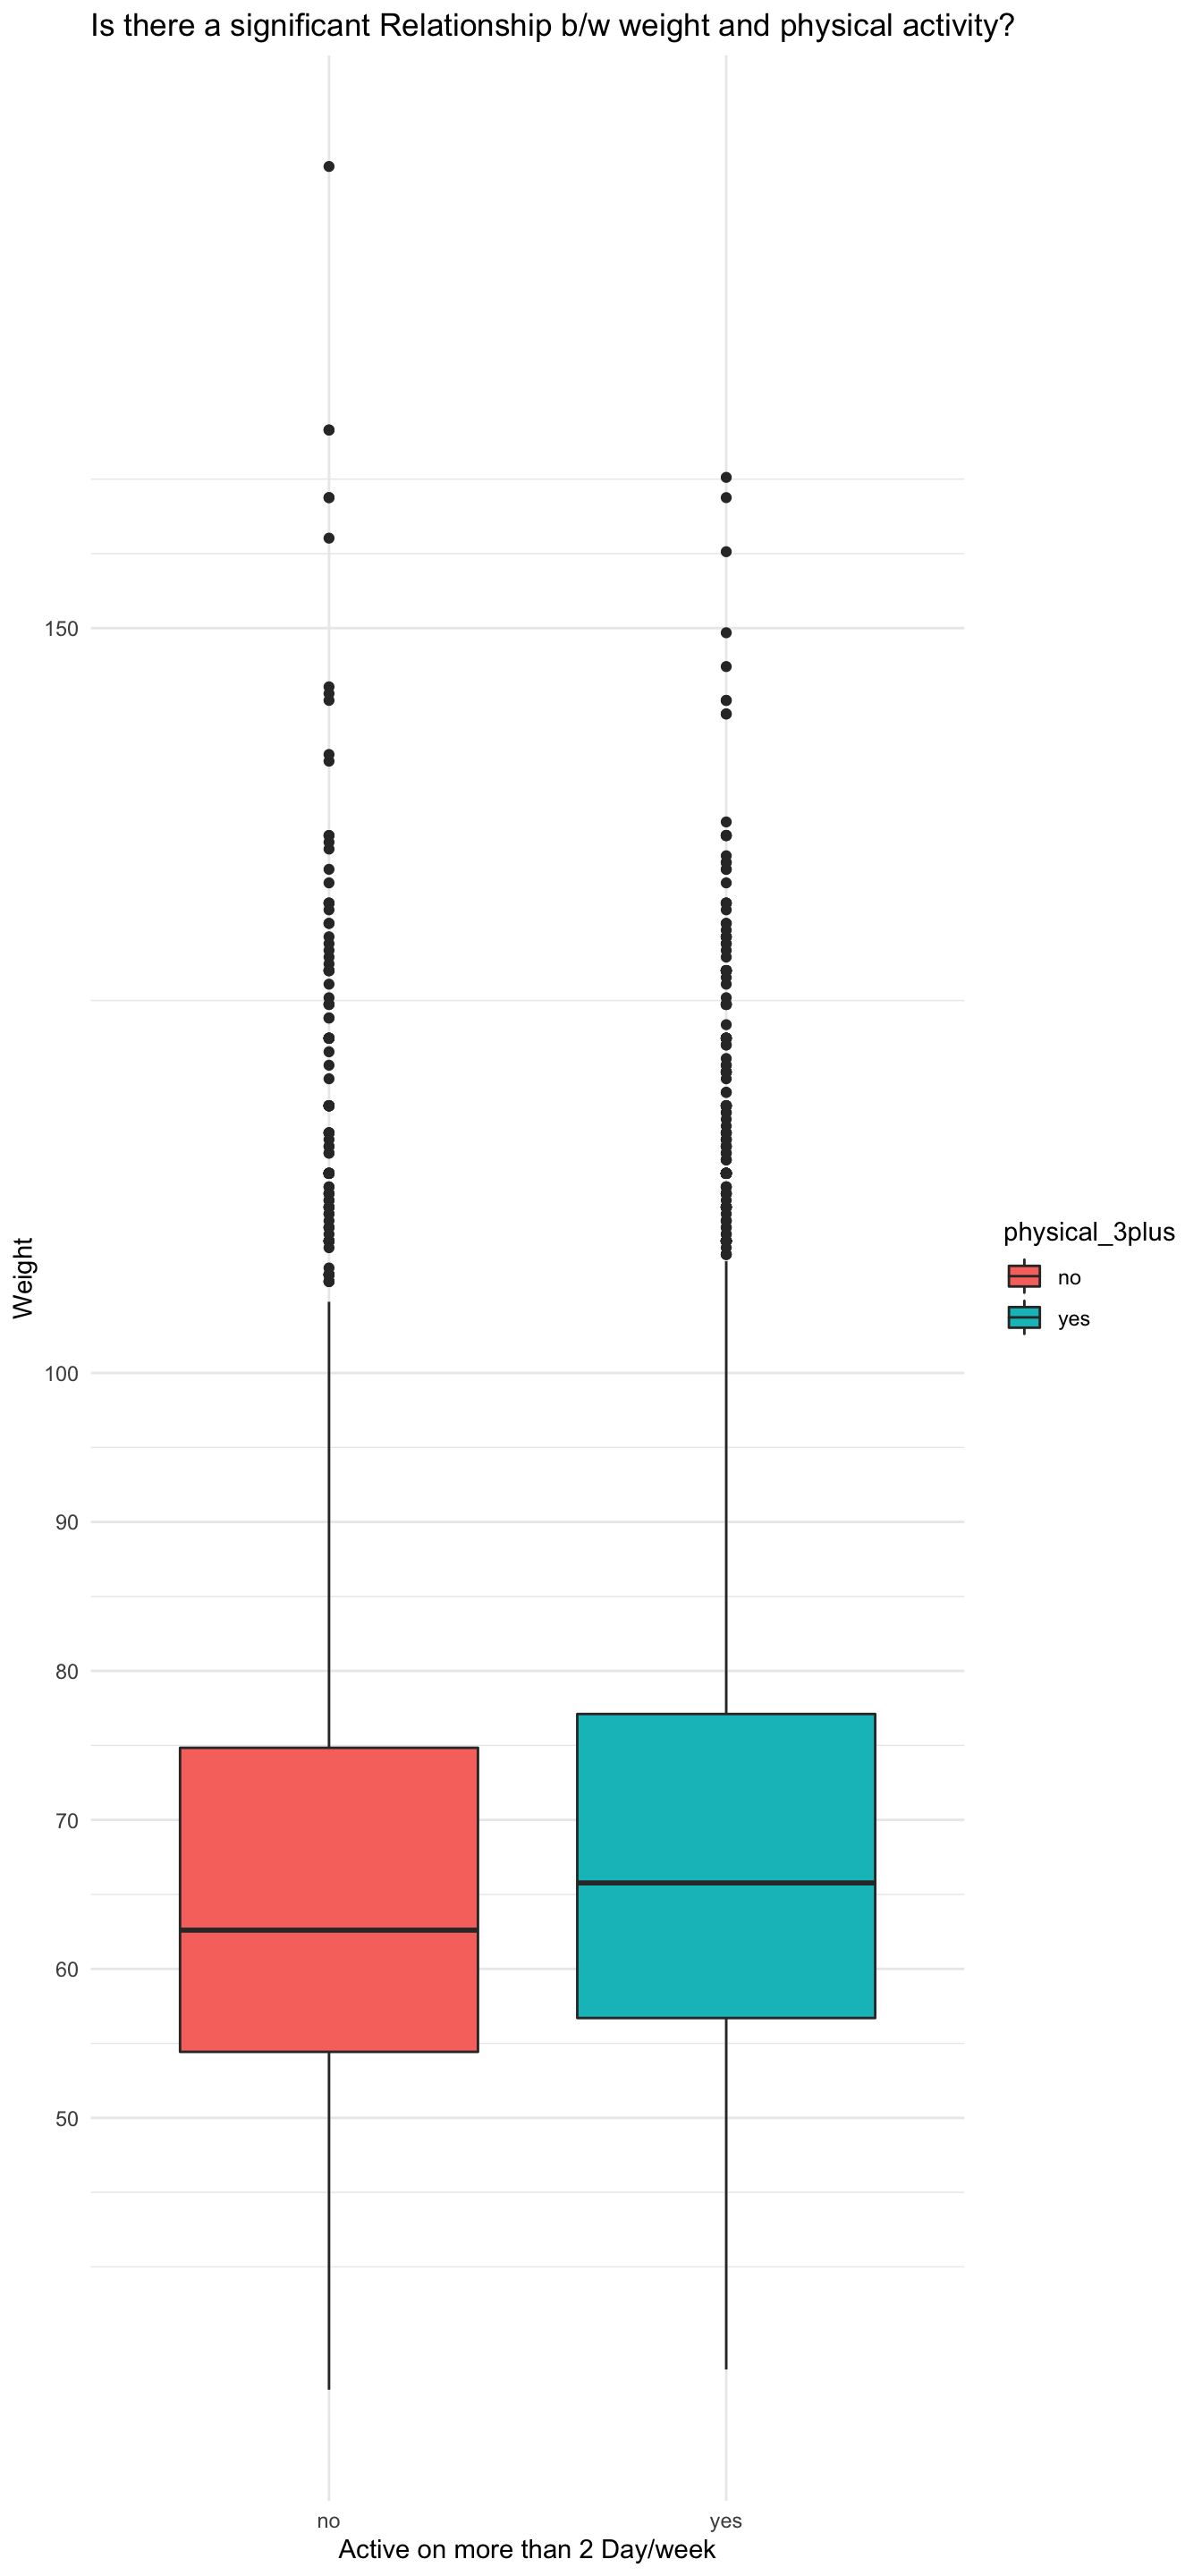 Is there a significant Relationship b/w weight and physical activity?
150
100
90
80
70
60
50
Weight
no
yes
Active on more than 2 Day/week
physical_3plus
no
yes